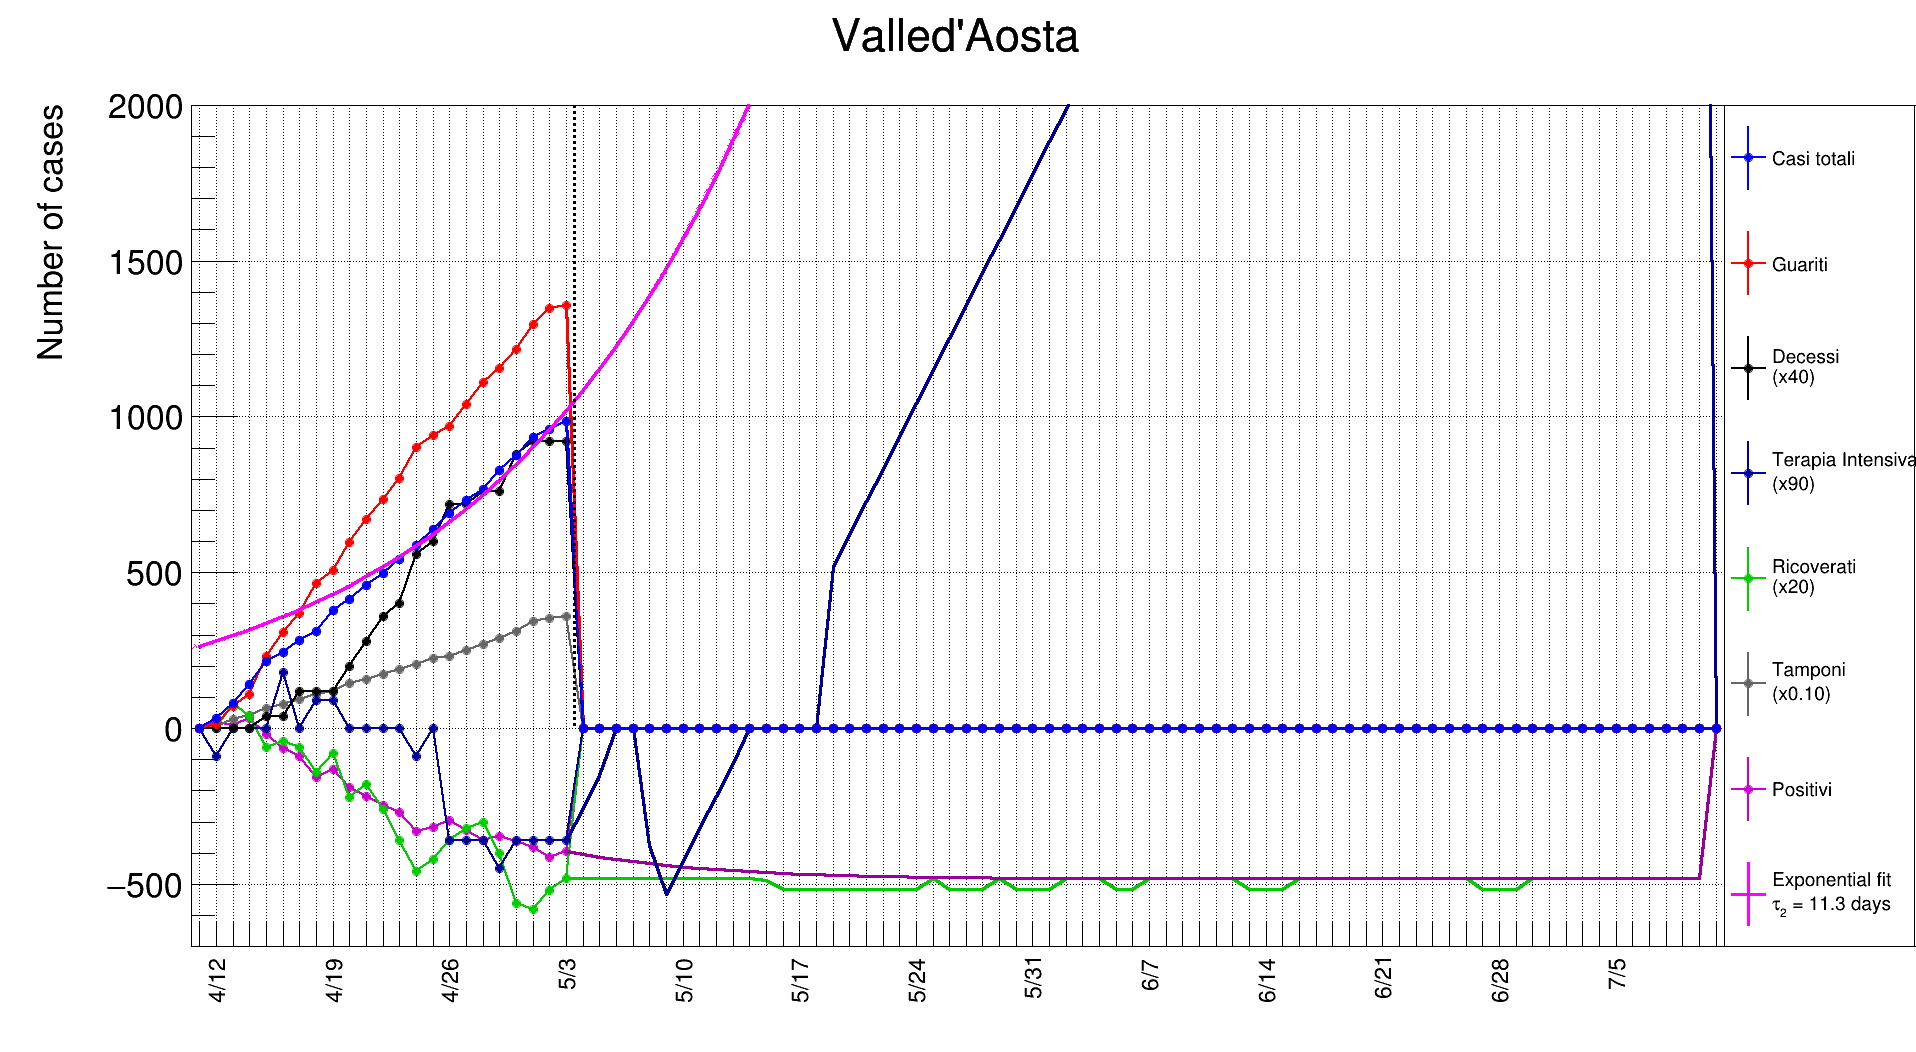 Valled'Aosta
Number of cases
2000
1500
1000
500
0
−500
4/12
4/19
4/26
5/3
5/10
5/17
5/24
5/31
6/7
6/14
6/21
6/28
7/5
Casi totali
Guariti
Decessi
(x40)
Terapia Intensiva
(x90)
Ricoverati
(x20)
Tamponi
(x0.10)
Positivi
Exponential fit
τ2 = 11.3 days